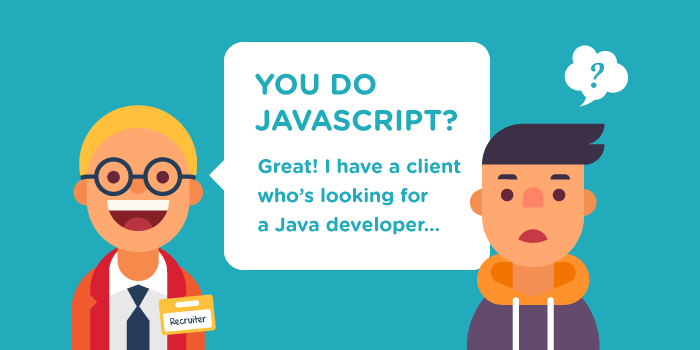 ?
YOU DO
JAVASCRIPT?
Great! I have a client
who's looking for
a Java developer...
Recruiter